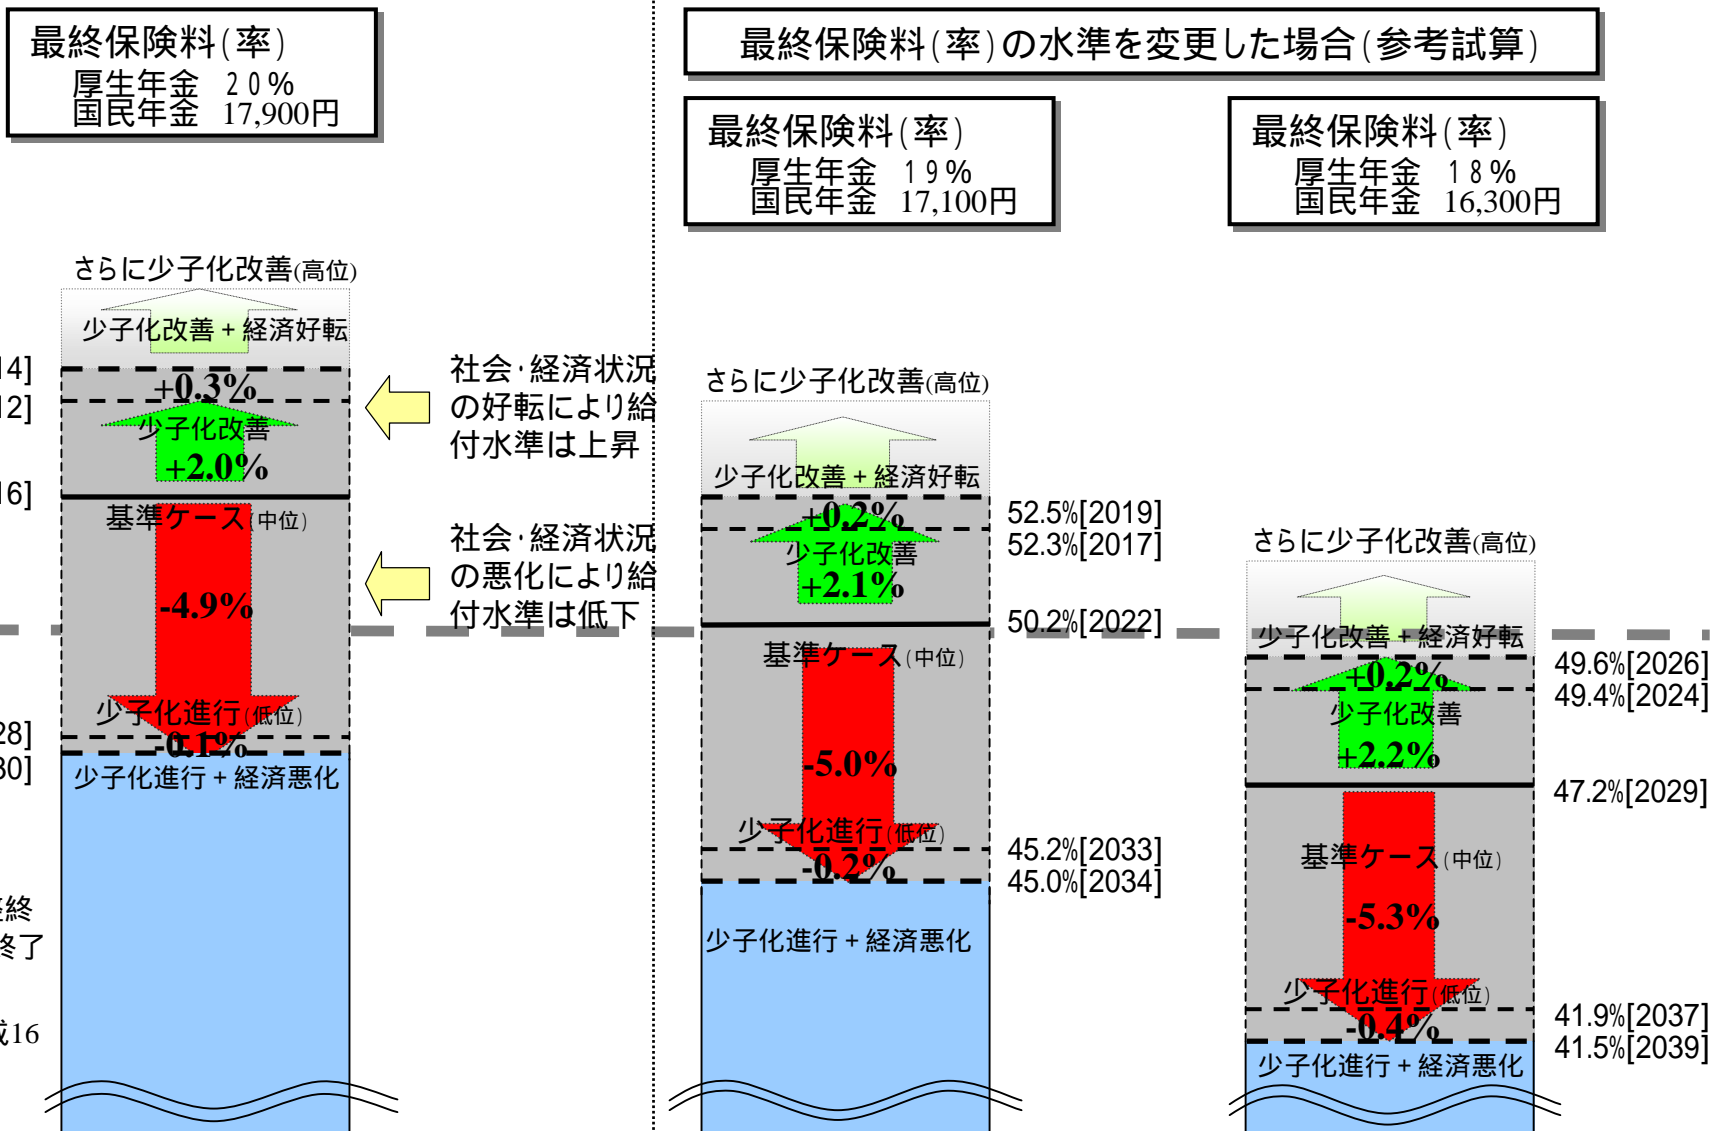 最終保険料(率)
厚生年金 20%
国民年金 17,900円
最終保険料(率)の水準を変更した場合(参考試算)
最終保険料(率)
厚生年金 19%
国民年金 17,100円
最終保険料(率)
厚生年金 18%
国民年金 16,300円
さらに少子化改善(高位)
少子化改善+経済好転
14]
+0.3%
12]
少子化改善
+2.0%
16]
基準ケース(中位)
-4.9%
少子化進行(低位)
28]
-0.1%
30]
少子化進行+経済悪化
社会・経済状況
の好転により給
付水準は上昇
社会・経済状況
の悪化により給
付水準は低下
終
終了
16
さらに少子化改善(高位)
少子化改善+経済好転
+0.2%
52.5%[2019]
52.3%[2017]
少子化改善
+2.1%
50.2%[2022]
基準ケース(中位)
-5.0%
少子化進行(低位)
45.2%[2033]
-0.2%
45.0%[2034]
少子化進行+経済悪化
さらに少子化改善(高位)
少子化改善+経済好転
+0.2%
49.6%[2026]
49.4%[2024]
少子化改善
+2.2%
47.2%[2029]
基準ケース(中位)
-5.3%
少子化進行(低位)
41.9%[2037]
-0.4%
41.5%[2039]
少子化進行+経済悪化